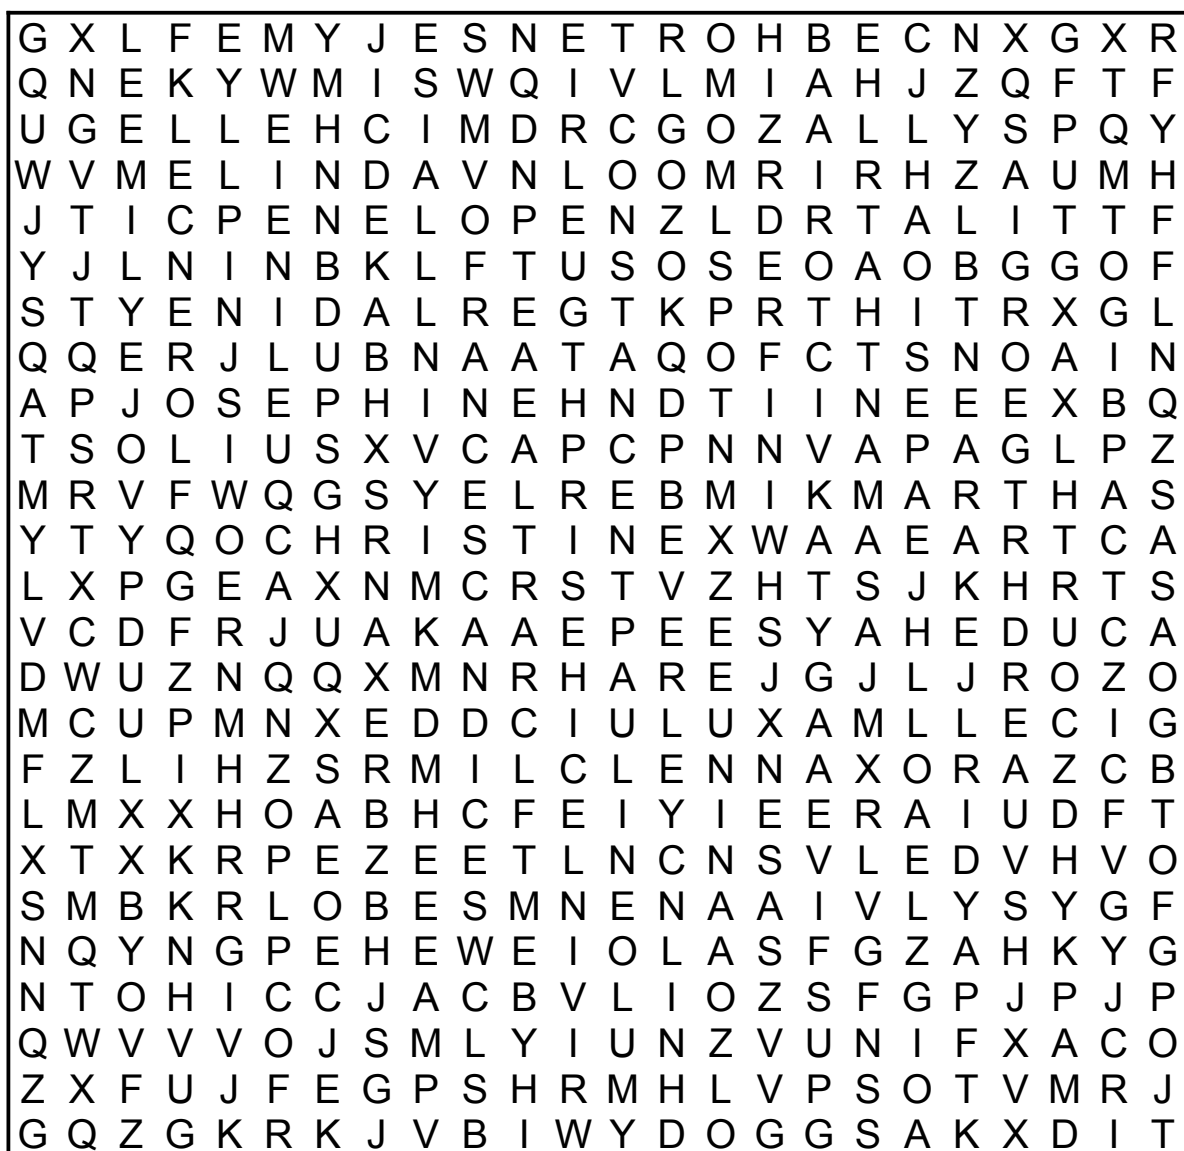 G X L F E M Y J E S N E T R O H B E C N X G X R
Q N E K Y W M I S W Q I V L M I A H J Z Q F T F
U G E L L E H C I M D R C G O Z A L L Y S P Q Y
W V M E L I N D A V N L O O M R I R H Z A U M H
J T I C P E N E L O P E N Z L D R T A L I T T F
Y J L N I N B K L F T U S O S E O A O B G G O F
S T Y E N I D A L R E G T K P R T H I T R X G L
Q Q E R J L U B N A A T A Q O F C T S N O A I N
A P J O S E P H I N E H N D T I I N E E E X B Q
T S O L I U S X V C A P C P N N V A P A G L P Z
M R V F W Q G S Y E L R E B M I K M A R T H A S
Y T Y Q O C H R I S T I N E X W A A E A R T C A
L X P G E A X N M C R S T V Z H T S J K H R T S
V C D F R J U A K A A E P E E S Y A H E D U C A
D W U Z N Q Q X M N R H A R E J G J L J R O Z O
M C U P M N X E D D C I U L U X A M L L E C I G
F Z L I H Z S R M I L C L E N N A X O R A Z C B
L M X X H O A B H C F E I Y I E E R A I U D F T
X T X K R P E Z E E T L N C N S V L E D V H V O
S M B K R L O B E S M N E N A A I V L Y S Y G F
N Q Y N G P E H E W E I O L A S F G Z A H K Y G
N T O H I C C J A C B V L I O Z S F G P J P J P
Q W V V V O J S M L Y I U N Z V U N I F X A C O
Z X F U J F E G P S H R M H L V P S O T V M R J
G Q Z G K R K J V B I W Y D O G G S A K X D I T